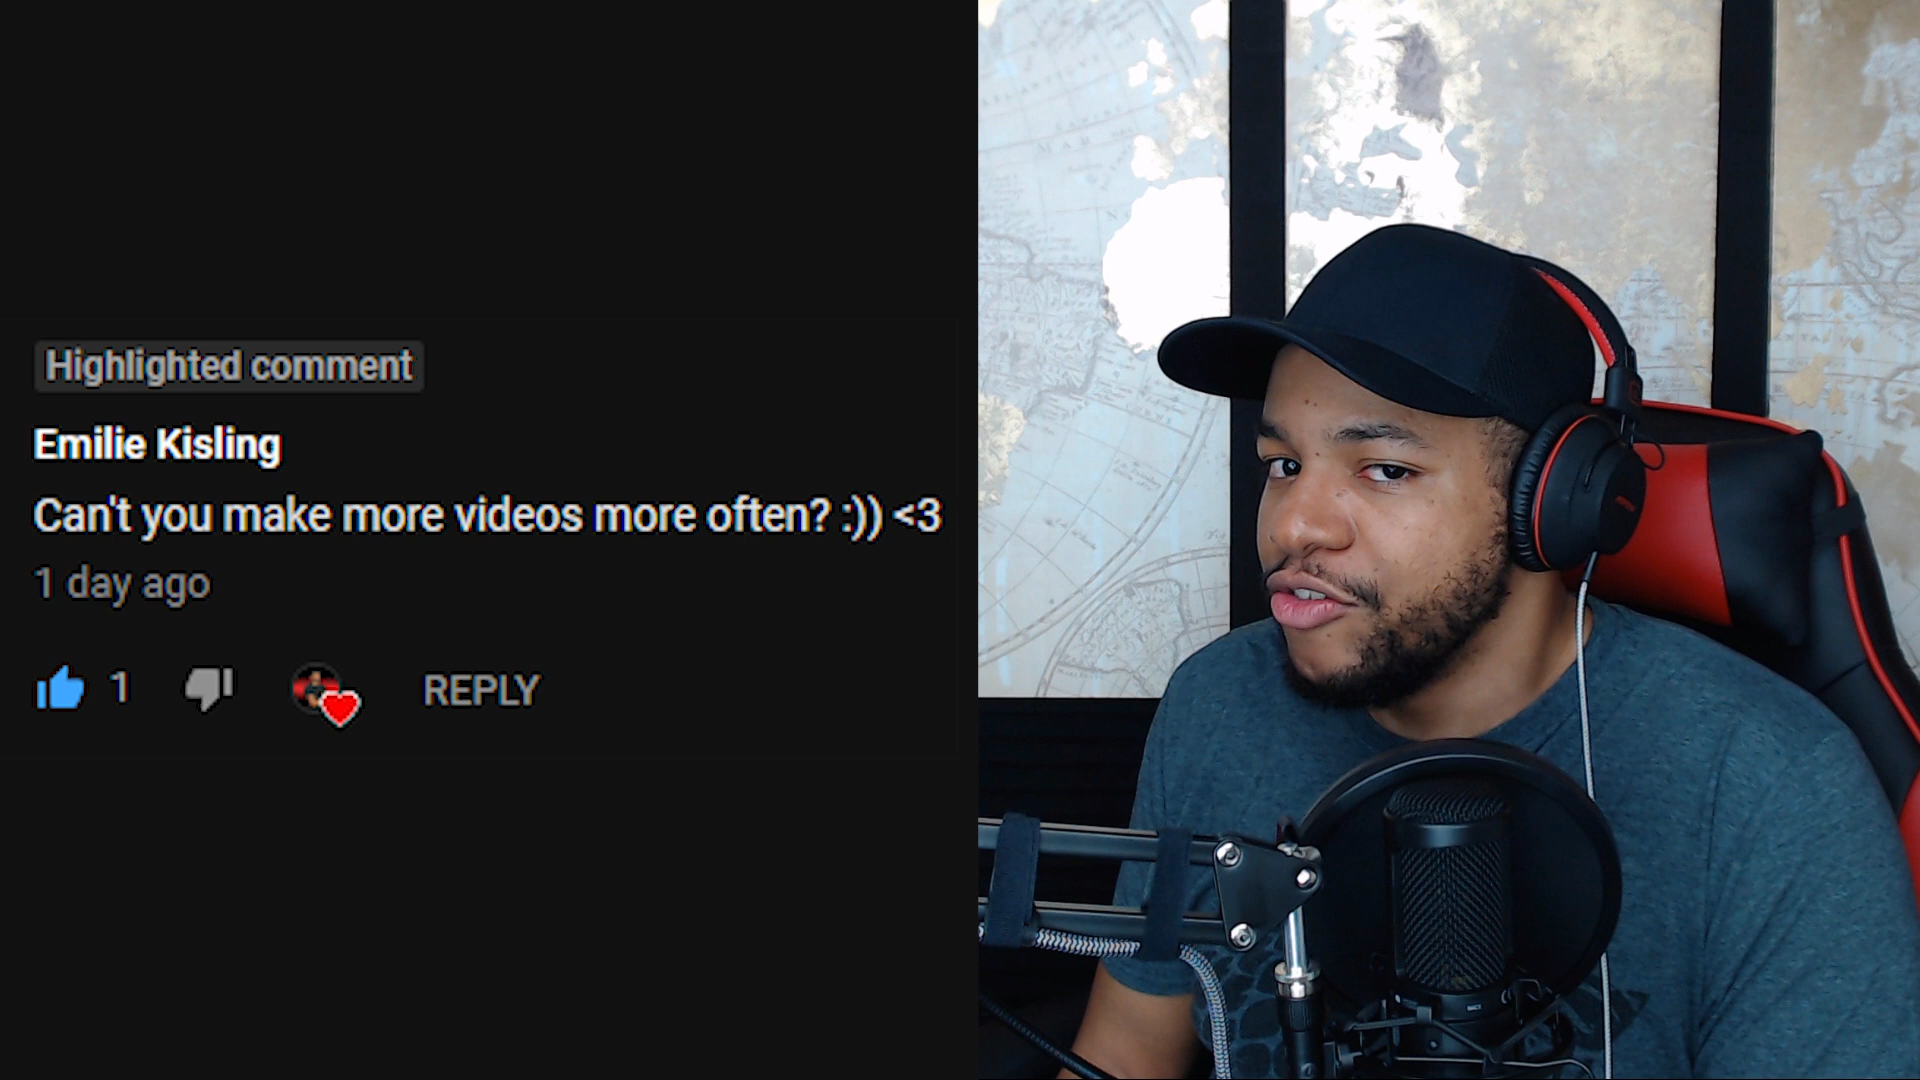 Highlighted comment
Emilie Kisling
Can't you make more videos more often? :)) <3
1 day ago
1
REPLY